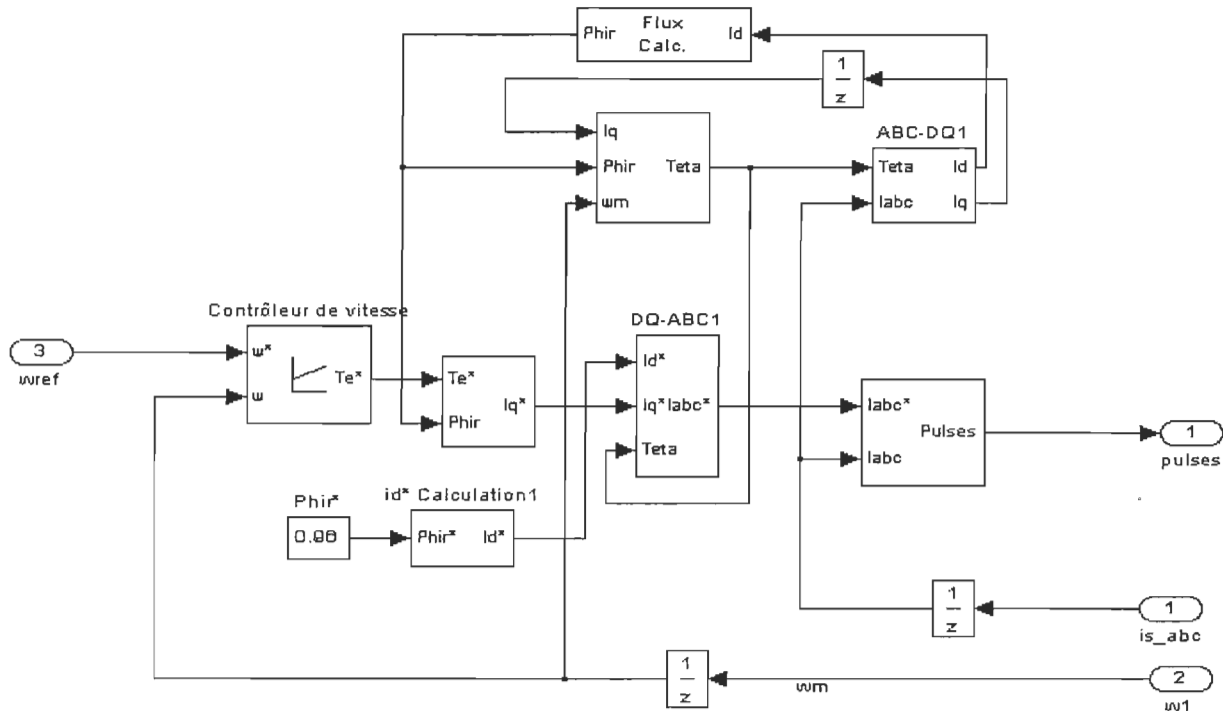 Phir Flux Id
Calc.
1
z
ABC-DQ1
Iq
Phir Teta
wm
Teta Id
Iabc Iq
Contrôleur de vitesse
DQ-ABC1
3
wref
w*
Te*
w
Te*
Iq*
Phir
Id*
Iq* Iabc*
Teta
Iabc*
Pulses
Iabc
1
pulses
Phir*
0.96
id* Calculation1
Phir* Id*
1
z
1
is_abc
1
z
wm
2
w1